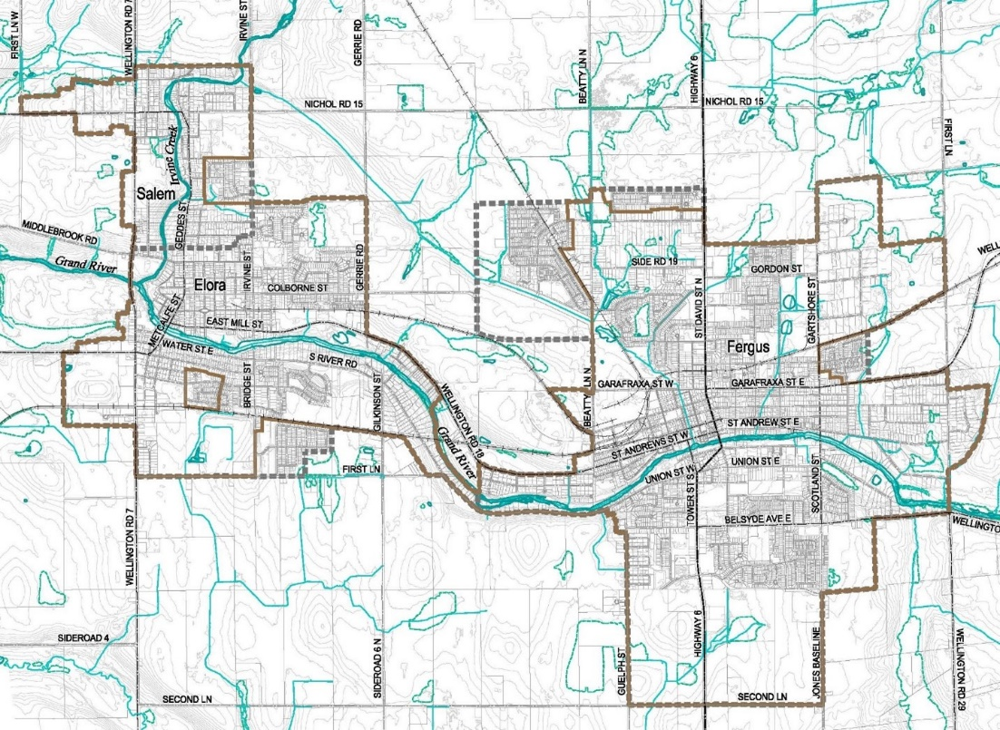 FIRST LN W
WELLINGTON RD 7
IRVINE ST
GERRIE RD
BEATTY LN N
HIGHWAY 6
NICHOL RD 15
NICHOL RD 15
FIRST LN
Irvine Creek
Salem
GEDDES ST
MIDDLEBROOK RD
Grand River
Elora
IRVINE ST
GERRIE RD
COLBORNE ST
SIDE RD 19
GORDON ST
ST DAVID ST N
GARTSHORE ST
WELL
METCALFE ST
EAST MILL ST
WATER ST E
S RIVER RD
Fergus
BRIDGE ST
GILKINSON ST
WELLINGTON RD 18
Grand River
BEATTY LN N
GARAFRAXA ST W
GARAFRAXA ST E
ST ANDREWS ST W
ST ANDREW ST E
FIRST LN
UNION ST W
UNION ST E
TOWER ST S
SCOTLAND ST
BELSYDE AVE E
WELLINGTO
WELLINGTON RD 7
SIDEROAD 4
SIDEROAD 6 N
SECOND LN
GUELPH ST
HIGHWAY 6
JONES BASELINE
SECOND LN
WELLINGTON RD 29